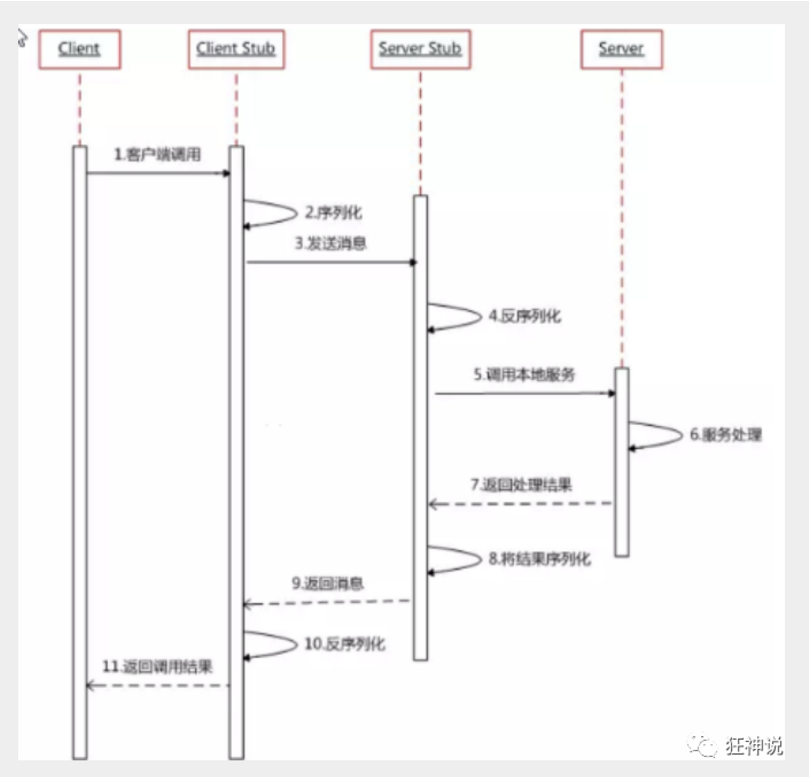 Client
Client Stub
Server Stub
Server
1.客户端调用
2.序列化
3.发送消息
4.反序列化
5.调用本地服务
6.服务处理
7.返回处理结果
8.将结果序列化
9.返回消息
10.反序列化
11.返回调用结果
狂神说